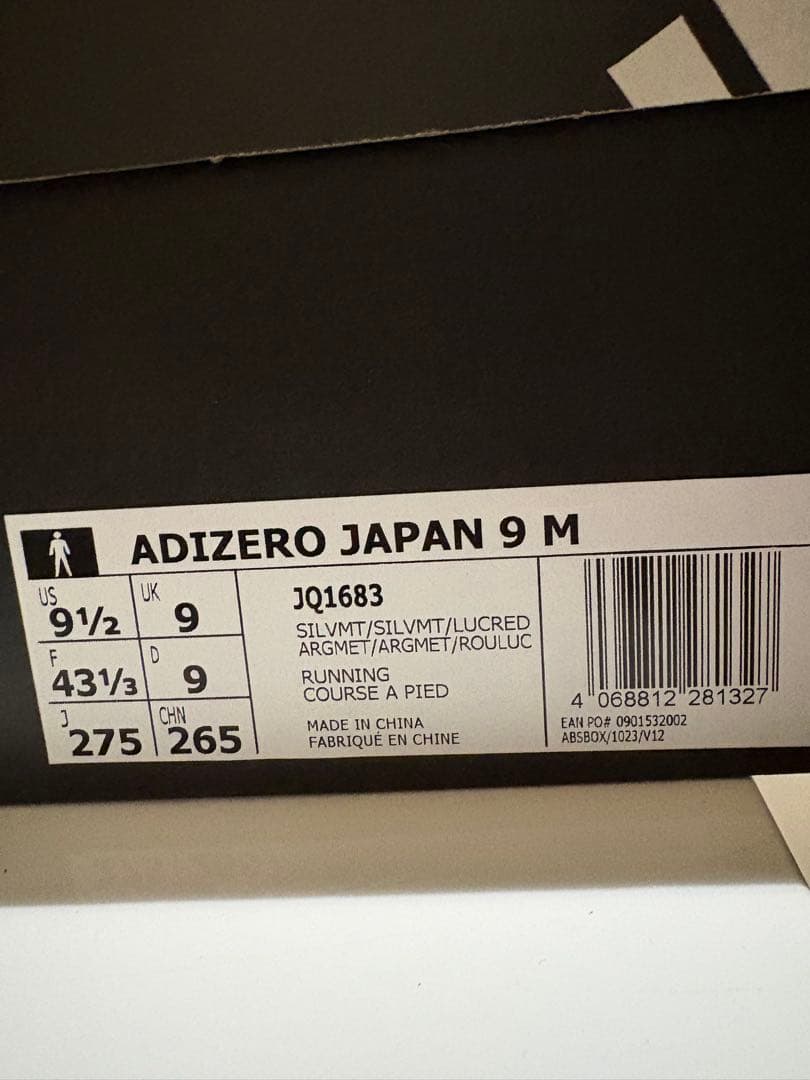 ADIZERO JAPAN 9 M
US 9½ UK 9
F 43⅓ D 9
J 275 CHN 265
JQ1683
SILVMT/SILVMT/LUCRED
ARGMET/ARGMET/ROULUC
RUNNING
COURSE A PIED
MADE IN CHINA
FABRIQUÉ EN CHINE
4 068812 281327
EAN PO# 0901532002
ABSBOX/1023/V12